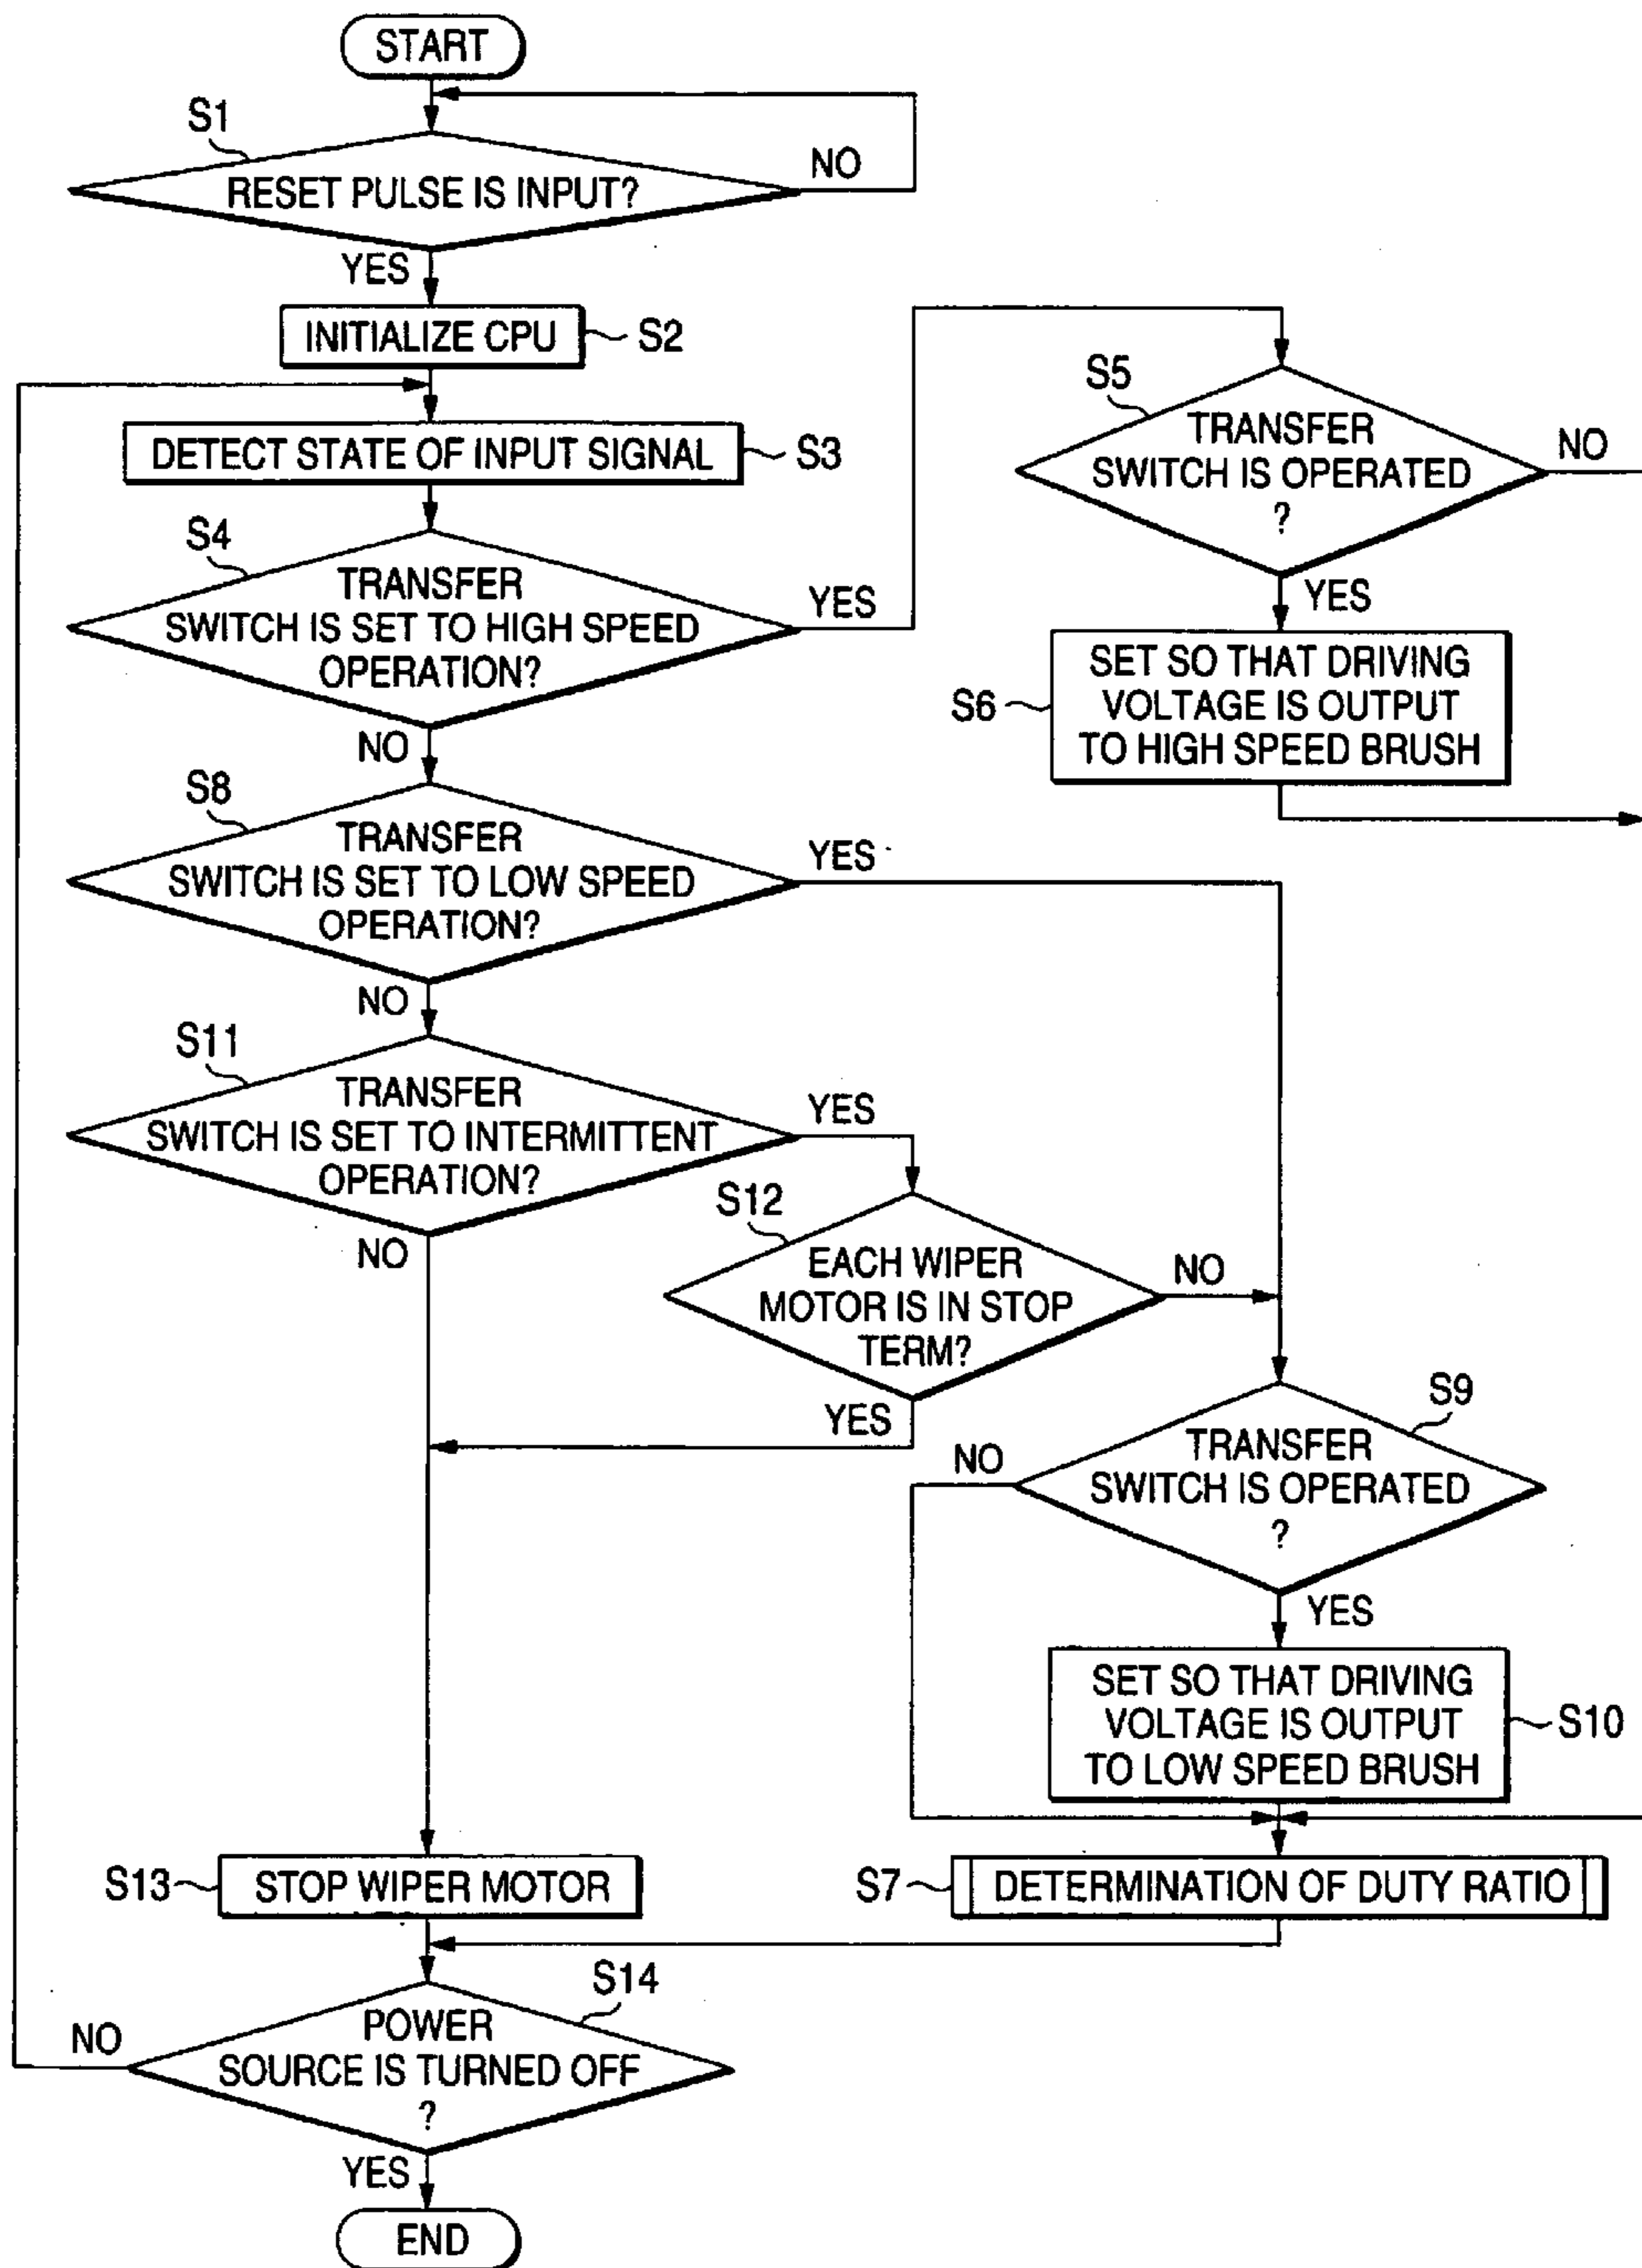 START
S1
RESET PULSE IS INPUT?
NO
YES
INITIALIZE CPU
S2
DETECT STATE OF INPUT SIGNAL
S3
S4
TRANSFER
SWITCH IS SET TO HIGH SPEED
OPERATION?
YES
NO
S5
TRANSFER
SWITCH IS OPERATED
?
NO
YES
S6
SET SO THAT DRIVING
VOLTAGE IS OUTPUT
TO HIGH SPEED BRUSH
S8
TRANSFER
SWITCH IS SET TO LOW SPEED
OPERATION?
YES
NO
S11
TRANSFER
SWITCH IS SET TO INTERMITTENT
OPERATION?
YES
NO
S12
EACH WIPER
MOTOR IS IN STOP
TERM?
NO
YES
S9
TRANSFER
SWITCH IS OPERATED
?
NO
YES
SET SO THAT DRIVING
VOLTAGE IS OUTPUT
TO LOW SPEED BRUSH
S10
S13
STOP WIPER MOTOR
S7
DETERMINATION OF DUTY RATIO
S14
POWER
SOURCE IS TURNED OFF
?
NO
YES
END